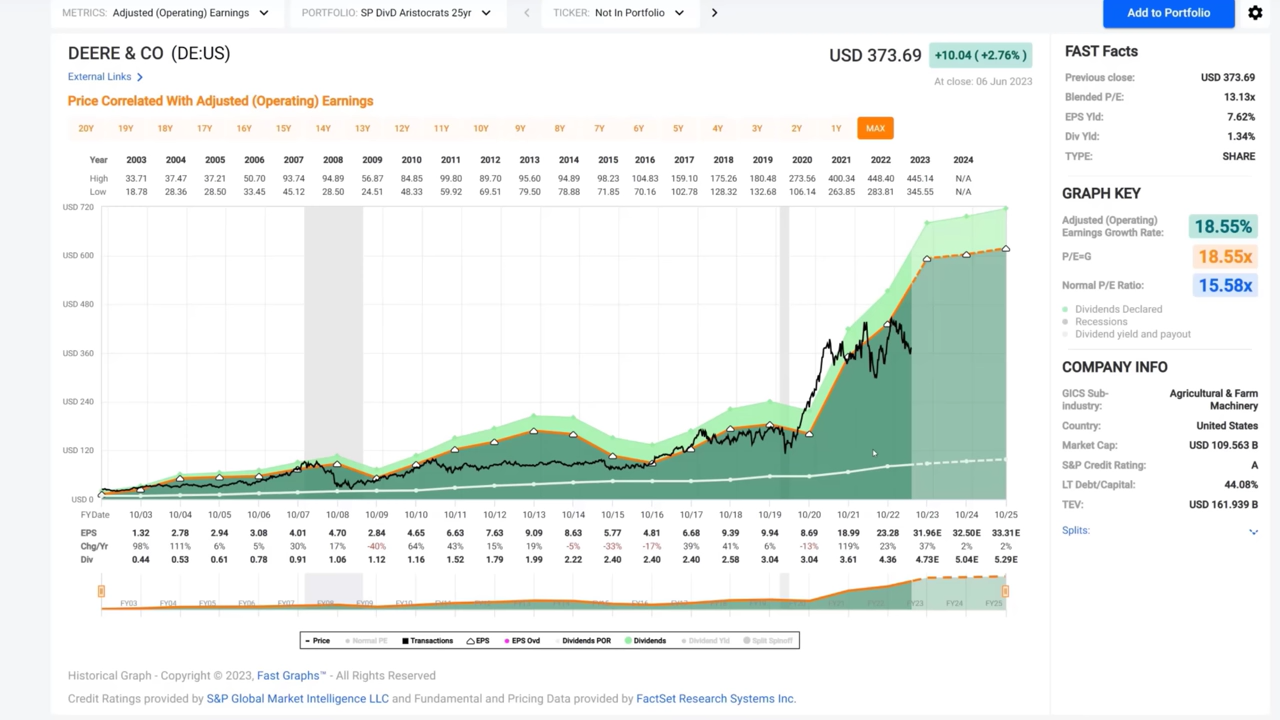 METRICS: Adjusted (Operating) Earnings PORTFOLIO: SP DivD Aristocrats 25yr TICKER: Not In Portfolio Add to Portfolio
DEERE & CO (DE:US)
USD 373.69 +10.04 ( +2.76% )
External Links
At close: 06 Jun 2023
Price Correlated With Adjusted (Operating) Earnings
20Y 19Y 18Y 17Y 16Y 15Y 14Y 13Y 12Y 11Y 10Y 9Y 8Y 7Y 6Y 5Y 4Y 3Y 2Y 1Y MAX
Year 2003 2004 2005 2006 2007 2008 2009 2010 2011 2012 2013 2014 2015 2016 2017 2018 2019 2020 2021 2022 2023 2024
High 33.71 37.47 37.21 50.70 93.74 94.89 56.87 84.85 99.80 89.70 95.60 94.89 98.23 104.83 159.10 175.26 180.48 273.56 400.34 448.40 445.14 N/A
Low 18.78 28.36 28.50 33.45 45.12 28.50 24.51 48.33 59.92 69.51 79.50 78.88 71.85 70.16 102.78 128.32 132.68 106.14 263.85 283.81 345.55 N/A
USD 720
USD 600
USD 480
USD 360
USD 240
USD 120
USD 0
FYDate 10/03 10/04 10/05 10/06 10/07 10/08 10/09 10/10 10/11 10/12 10/13 10/14 10/15 10/16 10/17 10/18 10/19 10/20 10/21 10/22 10/23 10/24 10/25
EPS 1.32 2.78 2.94 3.08 4.01 4.70 2.84 4.65 6.63 7.63 9.09 8.63 5.77 4.81 6.68 9.39 9.94 8.69 18.99 23.28 31.96E 32.50E 33.31E
Chg/Yr 98% 111% 6% 5% 30% 17% -40% 64% 43% 15% 19% -5% -33% -17% 39% 41% 6% -13% 119% 23% 37% 2% 2%
Div 0.44 0.53 0.61 0.78 0.91 1.06 1.12 1.16 1.52 1.79 1.99 2.22 2.40 2.40 2.40 2.58 3.04 3.04 3.61 4.36 4.73E 5.04E 5.29E
FY03 FY04 FY05 FY06 FY07 FY08 FY09 FY10 FY11 FY12 FY13 FY14 FY15 FY16 FY17 FY18 FY19 FY23 FY24 FY25
Price Normal PE Transactions EPS EPS Ovd Dividends POR Dividends Dividend Yld Split Spinoff
Historical Graph - Copyright © 2023, Fast Graphs™ - All Rights Reserved
Credit Ratings provided by S&P Global Market Intelligence LLC and Fundamental and Pricing Data provided by FactSet Research Systems Inc.
FAST Facts
Previous close: USD 373.69
Blended P/E: 13.13x
EPS Yld: 7.62%
Div Yld: 1.34%
TYPE: SHARE
GRAPH KEY
Adjusted (Operating)
Earnings Growth Rate: 18.55%
P/E=G 18.55x
Normal P/E Ratio: 15.58x
Dividends Declared
Recessions
Dividend yield and payout
COMPANY INFO
GICS Sub- Agricultural & Farm
industry: Machinery
Country: United States
Market Cap: USD 109.563 B
S&P Credit Rating: A
LT Debt/Capital: 44.08%
TEV: USD 161.939 B
Splits: